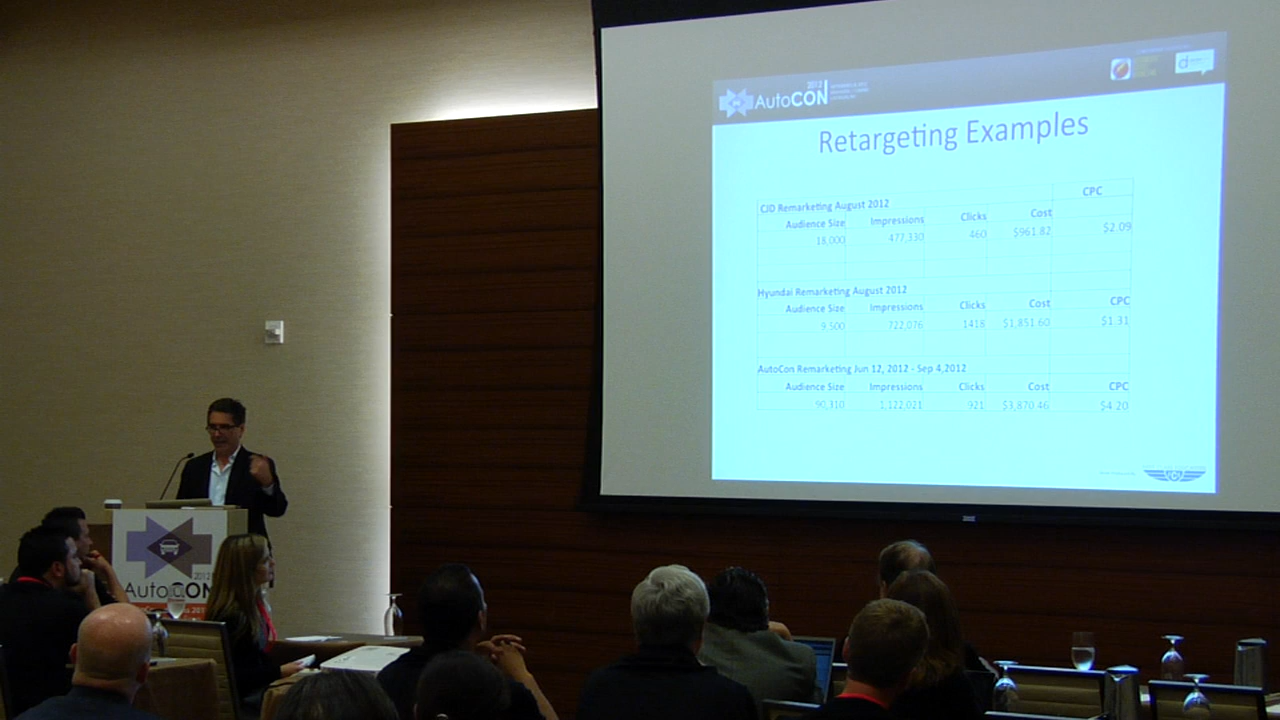 2012
AutoCON
Retargeting Examples
CPC
CJD Remarketing August 2012
Audience Size Impressions Clicks Cost
18,000 477,330 460 $961.82 $2.09
Hyundai Remarketing August 2012
Audience Size Impressions Clicks Cost CPC
9,500 722,076 1418 $1,851.60 $1.31
AutoCon Remarketing Jun 12, 2012 - Sep 4,2012
Audience Size Impressions Clicks Cost CPC
90,310 1,122,021 921 $3,870.46 $4.20
2012
AutoCON